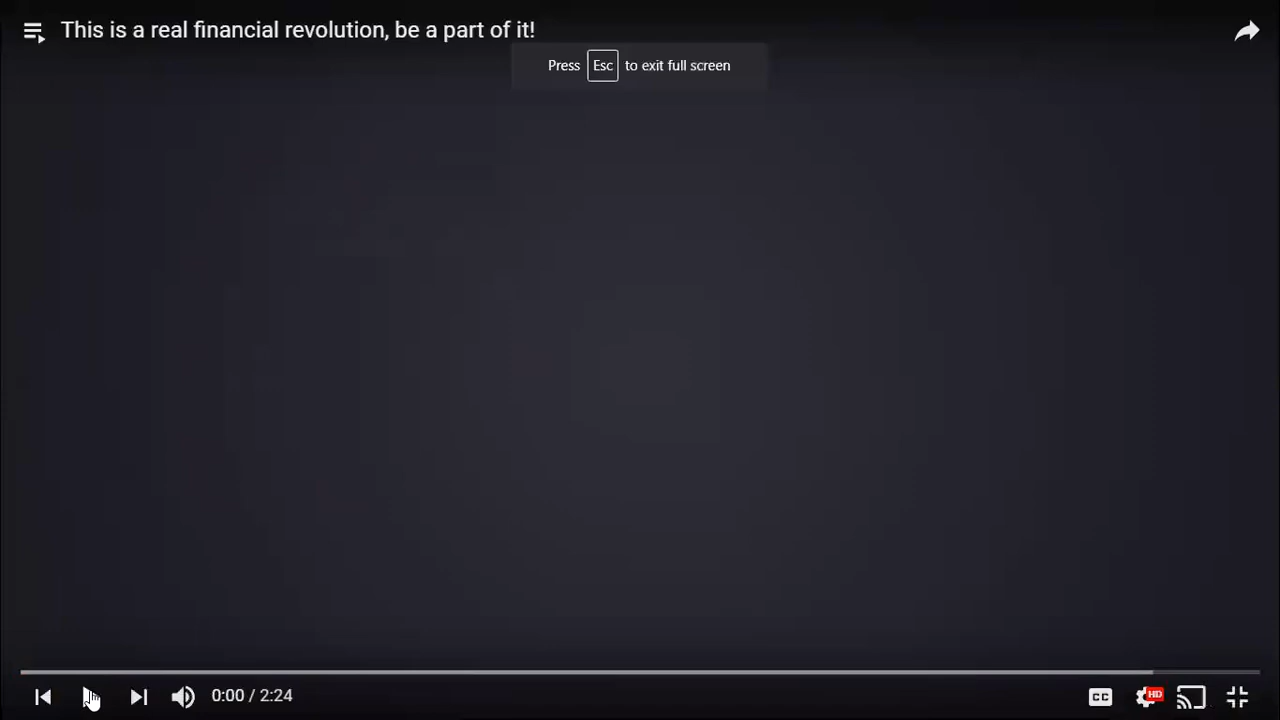 This is a real financial revolution, be a part of it!
Press Esc to exit full screen
0:00 / 2:24
CC
HD